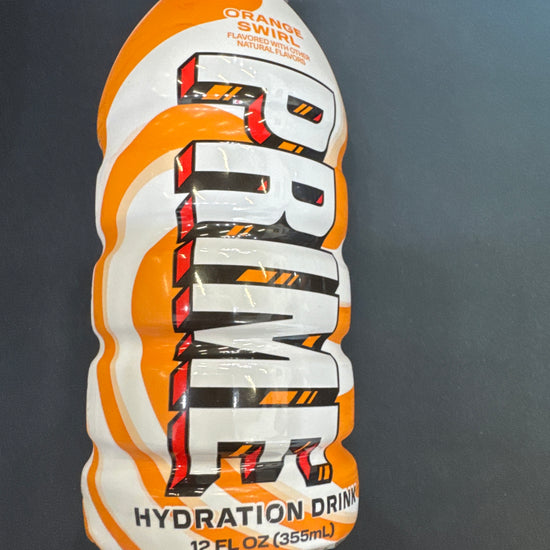 ORANGE
SWIRL
FLAVORED WITH OTHER
NATURAL FLAVORS
PRIME
HYDRATION DRINK
12 FL OZ (355mL)